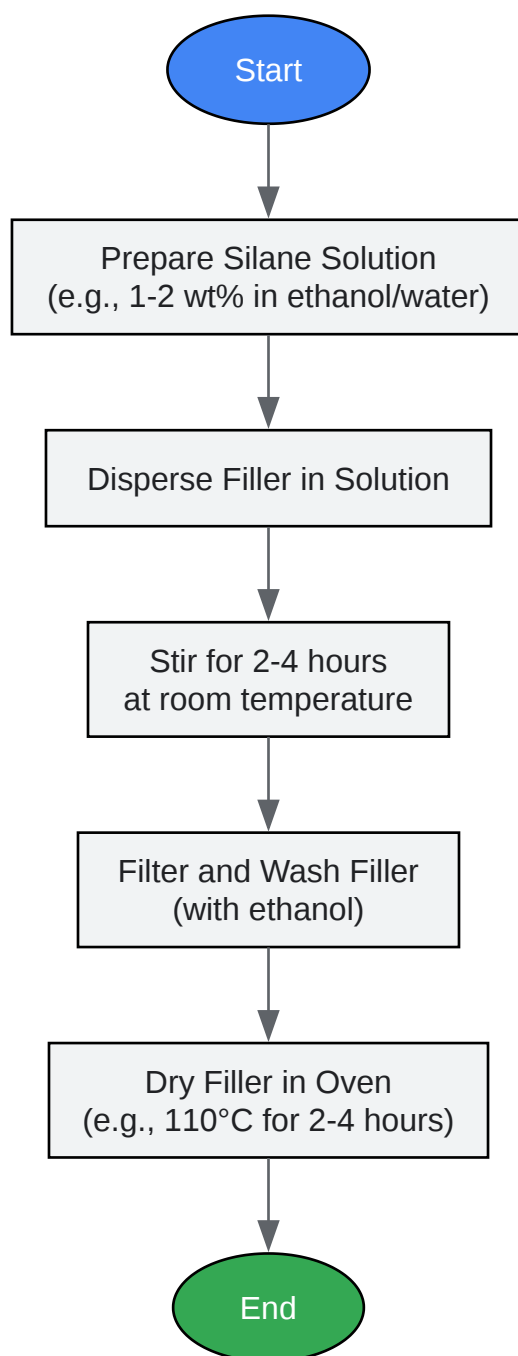 Start
Prepare Silane Solution
(e.g., 1-2 wt% in ethanol/water)
Disperse Filler in Solution
Stir for 2-4 hours
at room temperature
Filter and Wash Filler
(with ethanol)
Dry Filler in Oven
(e.g., 110°C for 2-4 hours)
End